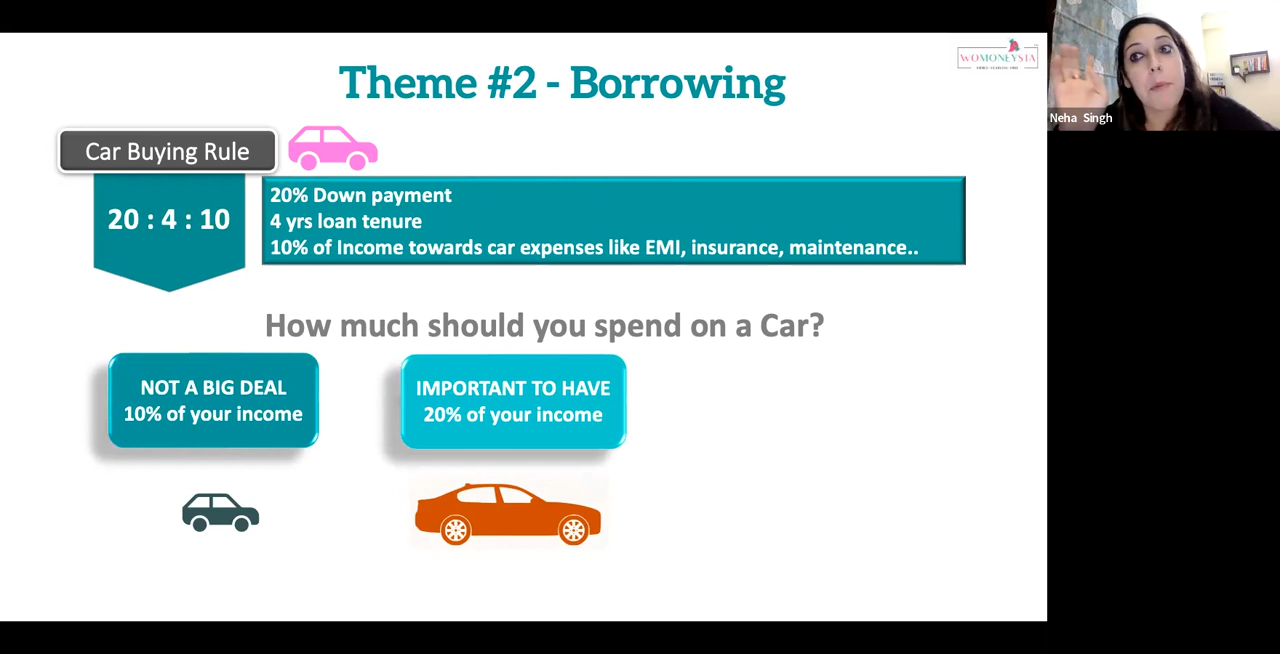 Theme #2 - Borrowing
WOMONEYSTA
Neha Singh
Car Buying Rule
20 : 4 : 10
20% Down payment
4 yrs loan tenure
10% of Income towards car expenses like EMI, insurance, maintenance..
How much should you spend on a Car?
NOT A BIG DEAL
10% of your income
IMPORTANT TO HAVE
20% of your income